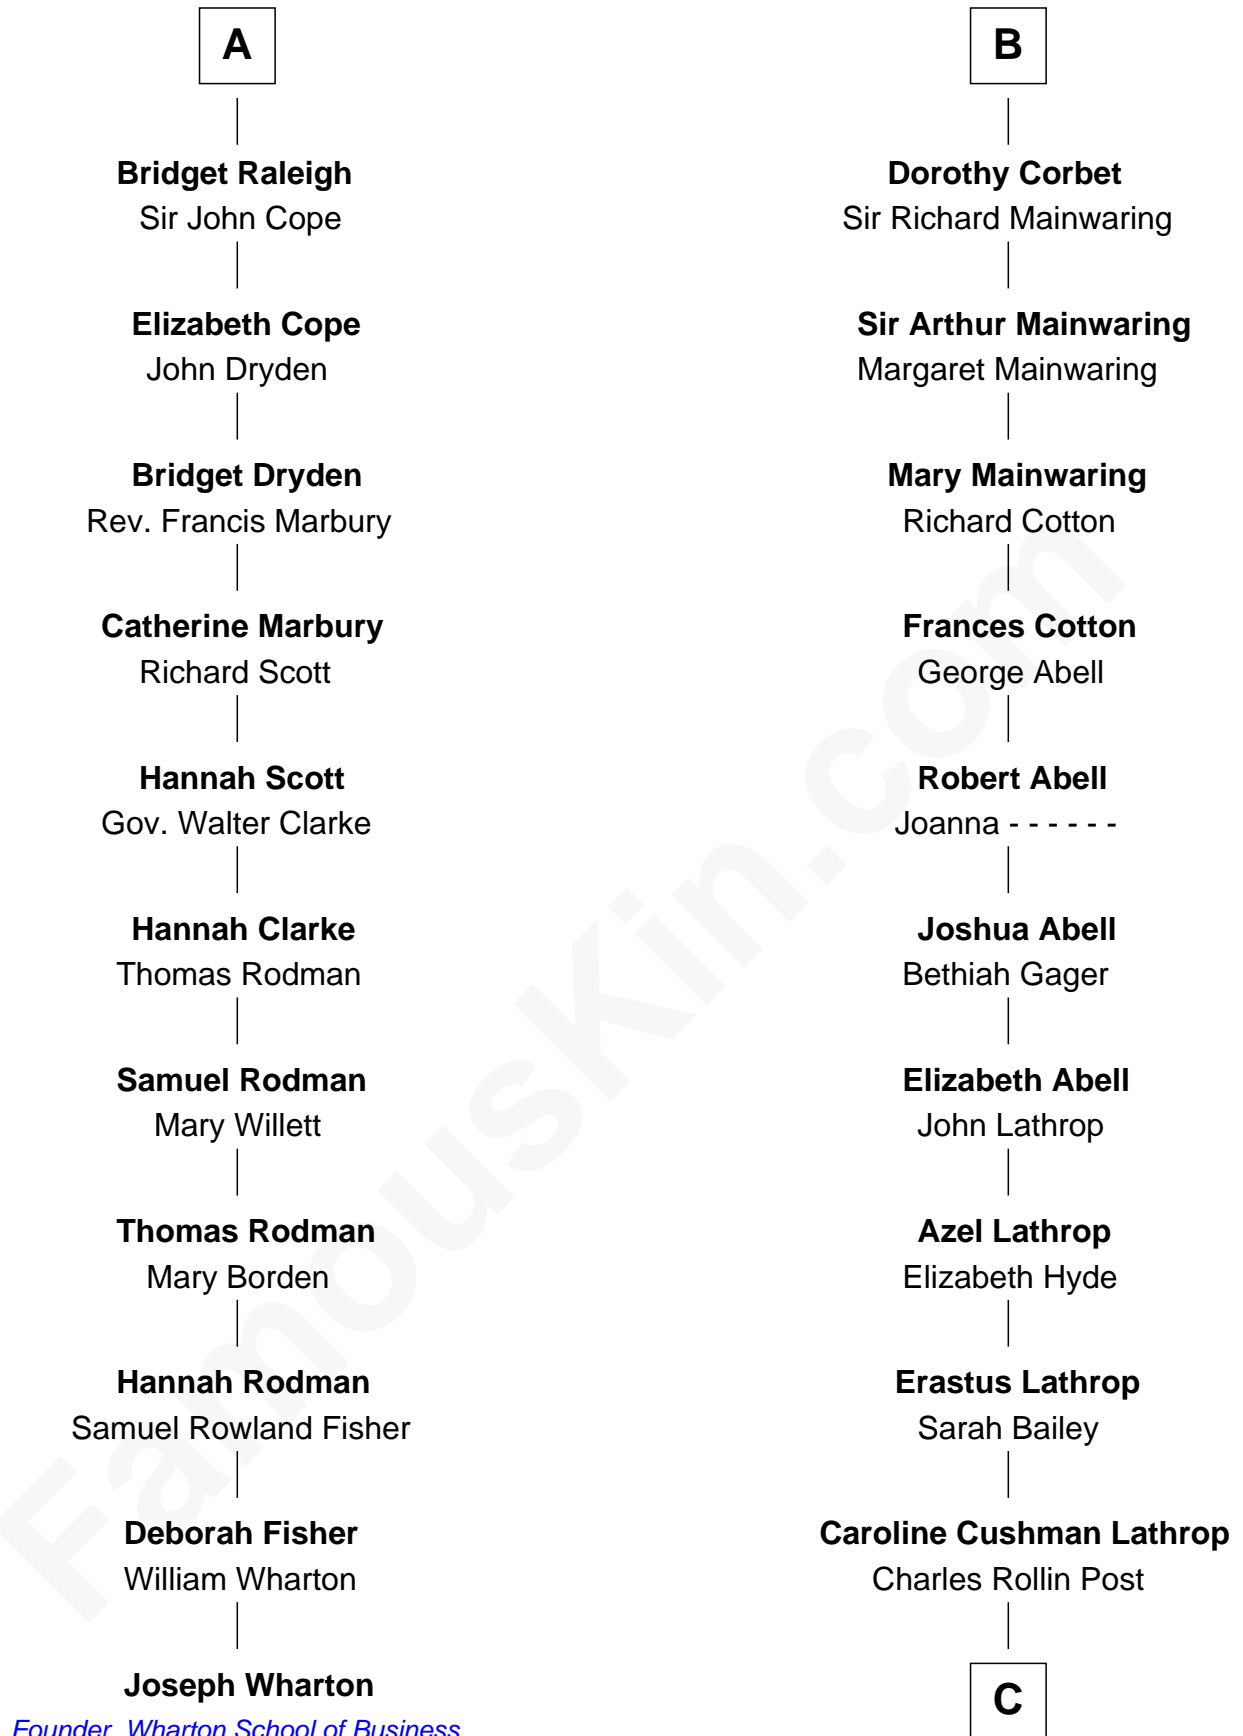 A
Bridget Raleigh
Sir John Cope
Elizabeth Cope
John Dryden
Bridget Dryden
Rev. Francis Marbury
Catherine Marbury
Richard Scott
Hannah Scott
Gov. Walter Clarke
Hannah Clarke
Thomas Rodman
Samuel Rodman
Mary Willett
Thomas Rodman
Mary Borden
Hannah Rodman
Samuel Rowland Fisher
Deborah Fisher
William Wharton
Joseph Wharton
Founder, Wharton School of Business
B
Dorothy Corbet
Sir Richard Mainwaring
Sir Arthur Mainwaring
Margaret Mainwaring
Mary Mainwaring
Richard Cotton
Frances Cotton
George Abell
Robert Abell
Joanna - - - - - -
Joshua Abell
Bethiah Gager
Elizabeth Abell
John Lathrop
Azel Lathrop
Elizabeth Hyde
Erastus Lathrop
Sarah Bailey
Caroline Cushman Lathrop
Charles Rollin Post
C
FamousKin.com